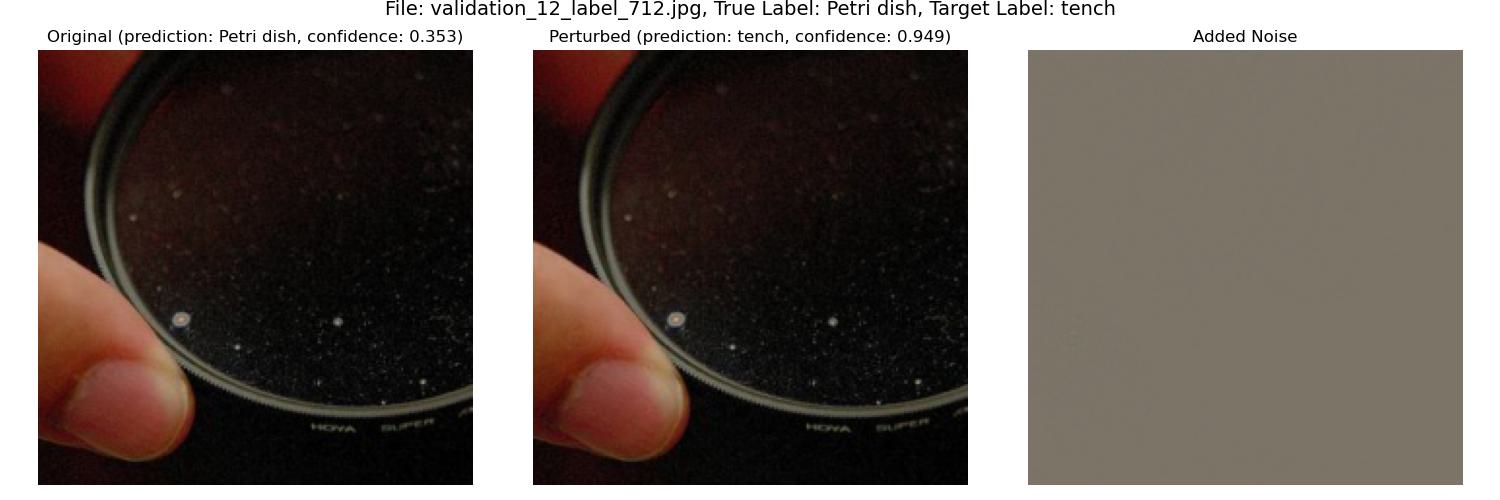 File: validation_12_label_712.jpg, True Label: Petri dish, Target Label: tench
Original (prediction: Petri dish, confidence: 0.353)
Perturbed (prediction: tench, confidence: 0.949)
Added Noise
HOYA SUPER
HOYA SUPER